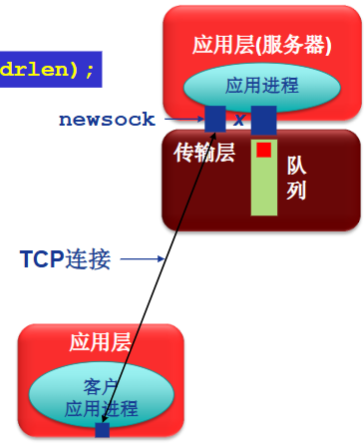 应用层(服务器)
drlen);
应用进程
newsock
x
传输层
队
列
TCP连接
应用层
客户
应用进程